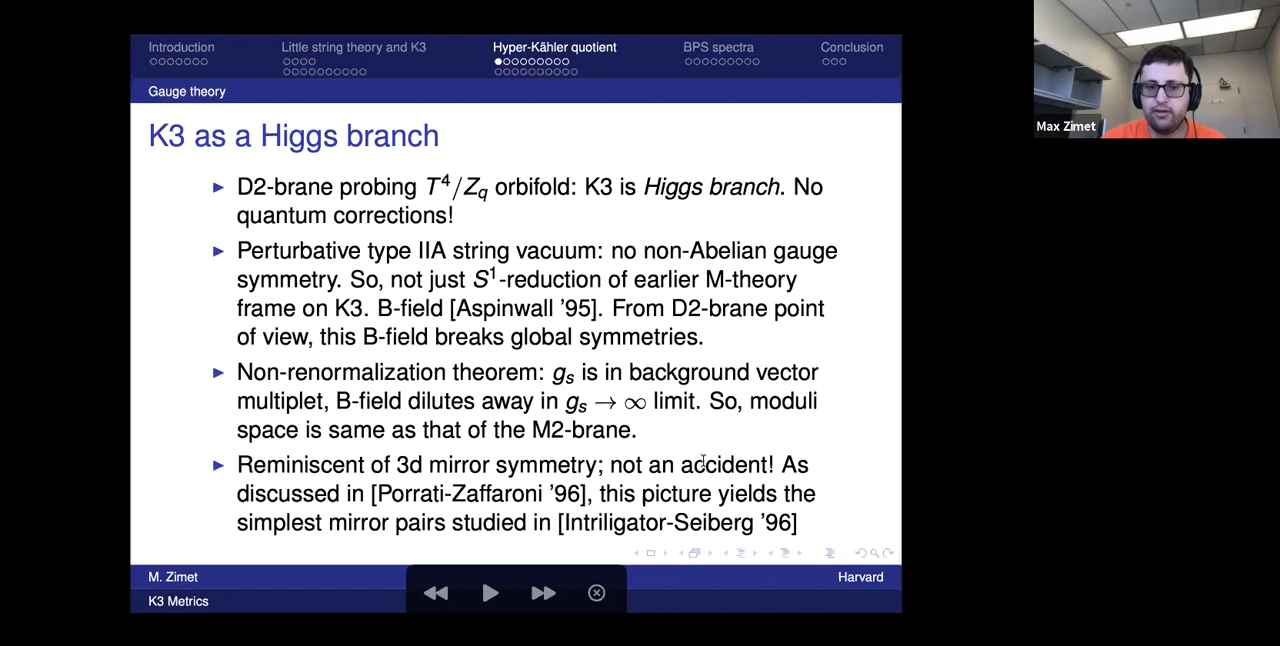 Introduction
Little string theory and K3
Hyper-Kähler quotient
BPS spectra
Conclusion
Gauge theory
K3 as a Higgs branch
D2-brane probing T⁴/Z_q orbifold: K3 is Higgs branch. No
quantum corrections!
Perturbative type IIA string vacuum: no non-Abelian gauge
symmetry. So, not just S¹-reduction of earlier M-theory
frame on K3. B-field [Aspinwall '95]. From D2-brane point
of view, this B-field breaks global symmetries.
Non-renormalization theorem: g_s is in background vector
multiplet, B-field dilutes away in g_s → ∞ limit. So, moduli
space is same as that of the M2-brane.
Reminiscent of 3d mirror symmetry; not an accident! As
discussed in [Porrati-Zaffaroni '96], this picture yields the
simplest mirror pairs studied in [Intriligator-Seiberg '96]
M. Zimet
Harvard
K3 Metrics
Max Zimet